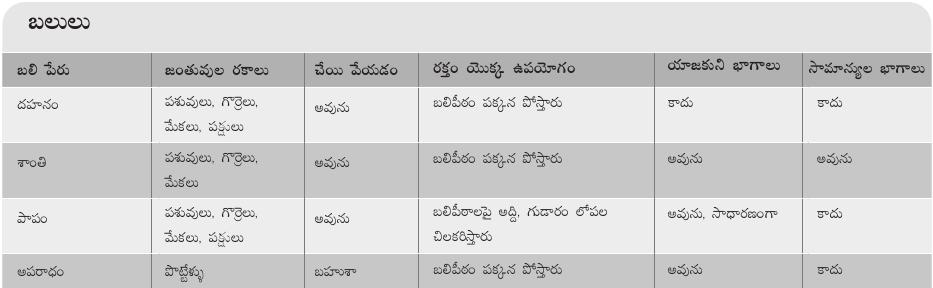 బలులు
బలి పేరు జంతువుల రకాలు చేయి పేయడం రక్తం యొక్క ఉపయోగం యాజకుని భాగాలు సామాన్యుల భాగాలు
దహనం పశువులు, గొర్రెలు, మేకలు, పక్షులు అవును బలిపీఠం పక్కన పోస్తారు కాదు కాదు
శాంతి పశువులు, గొర్రెలు, మేకలు అవును బలిపీఠం పక్కన పోస్తారు అవును అవును
పాపం పశువులు, గొర్రెలు, మేకలు, పక్షులు అవును బలిపీఠాలపై అద్ది, గుడారం లోపల చిలకరిస్తారు అవును, సాధారణంగా కాదు
అపరాధం పొట్టేళ్ళు బహుశా బలిపీఠం పక్కన పోస్తారు అవును కాదు